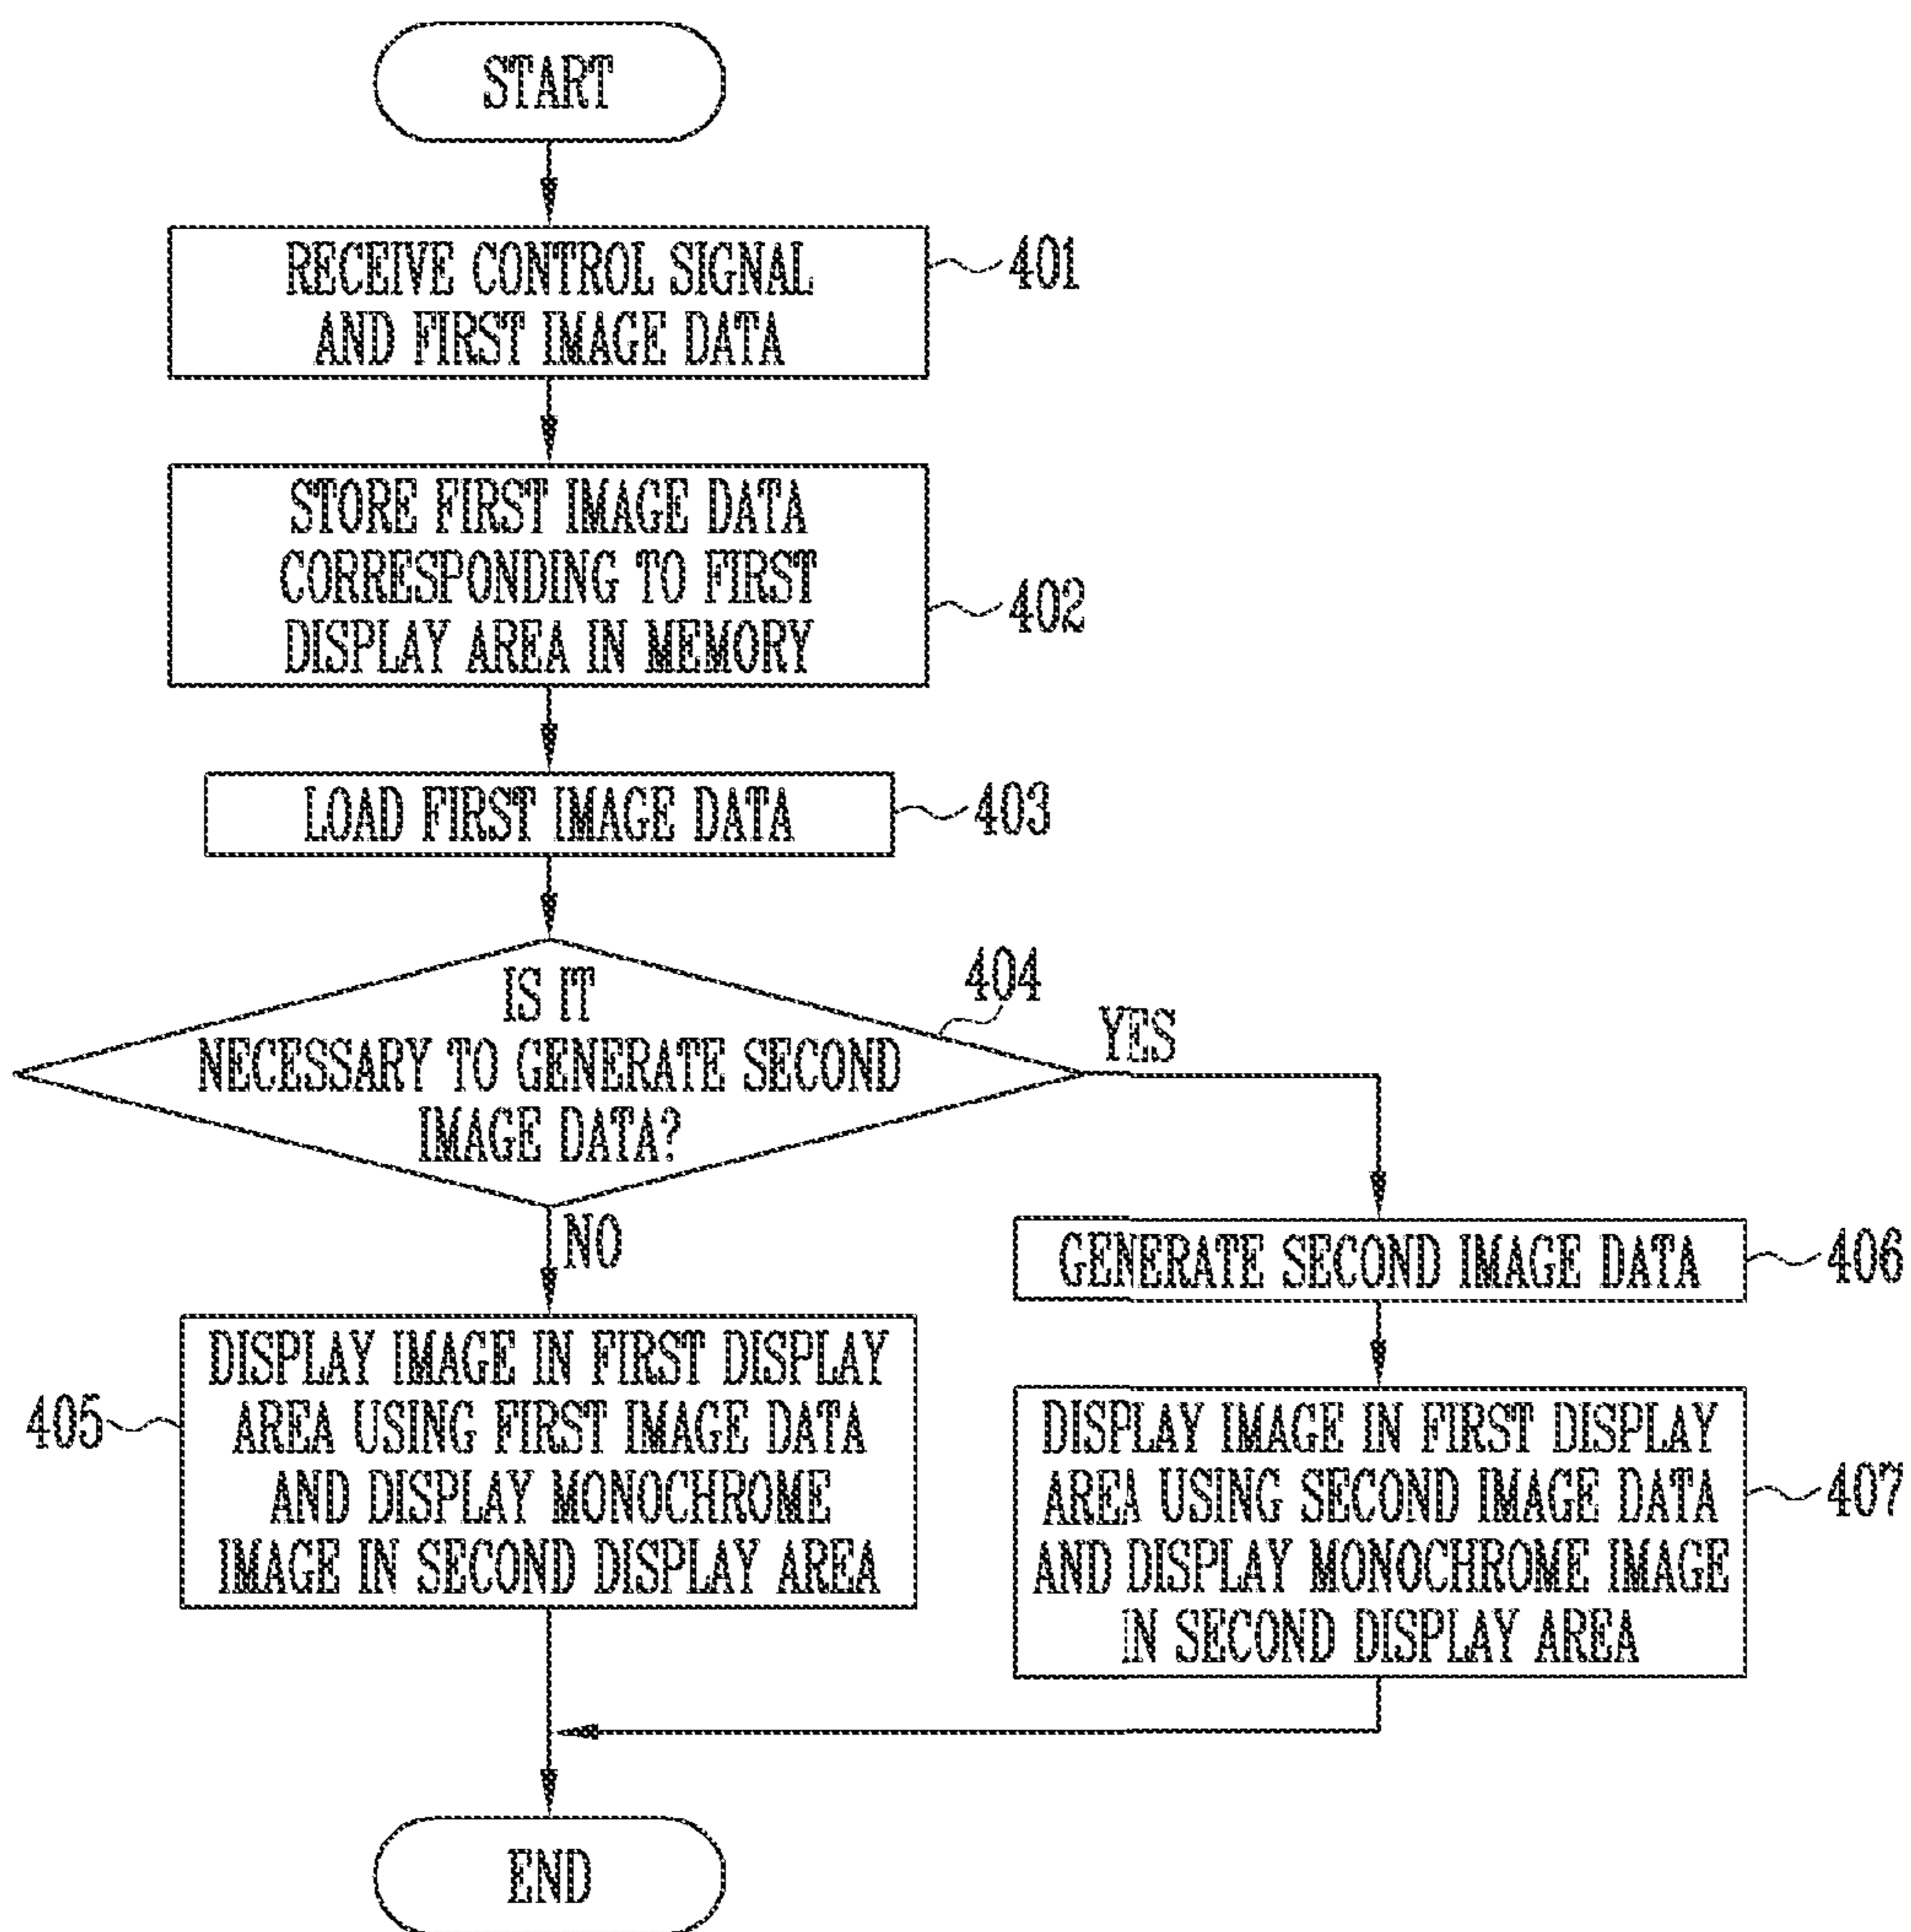 START
RECEIVE CONTROL SIGNAL
AND FIRST IMAGE DATA
401
STORE FIRST IMAGE DATA
CORRESPONDING TO FIRST
DISPLAY AREA IN MEMORY
402
LOAD FIRST IMAGE DATA
403
IS IT
NECESSARY TO GENERATE SECOND
IMAGE DATA?
404
YES
NO
GENERATE SECOND IMAGE DATA
406
405
DISPLAY IMAGE IN FIRST DISPLAY
AREA USING FIRST IMAGE DATA
AND DISPLAY MONOCHROME
IMAGE IN SECOND DISPLAY AREA
DISPLAY IMAGE IN FIRST DISPLAY
AREA USING SECOND IMAGE DATA
AND DISPLAY MONOCHROME IMAGE
IN SECOND DISPLAY AREA
407
END